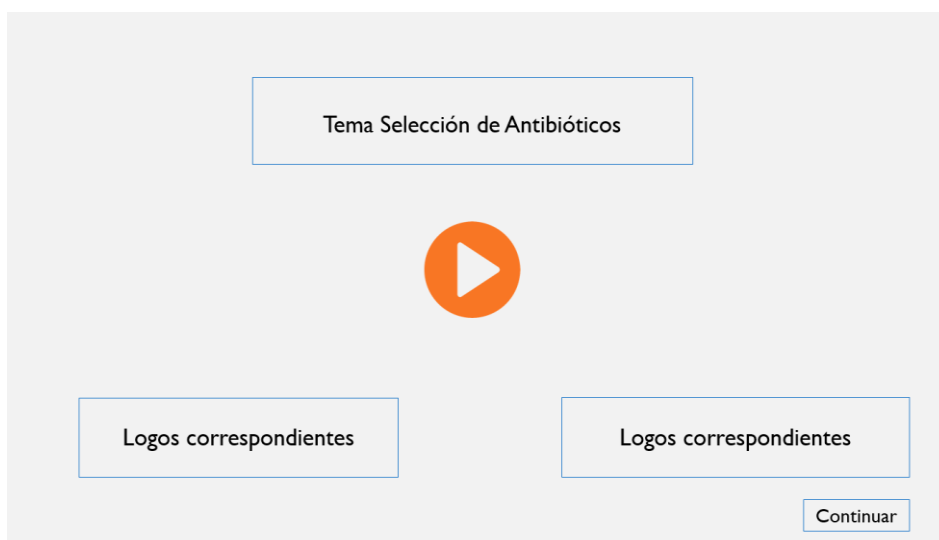 Tema Selección de Antibióticos
Logos correspondientes
Logos correspondientes
Continuar